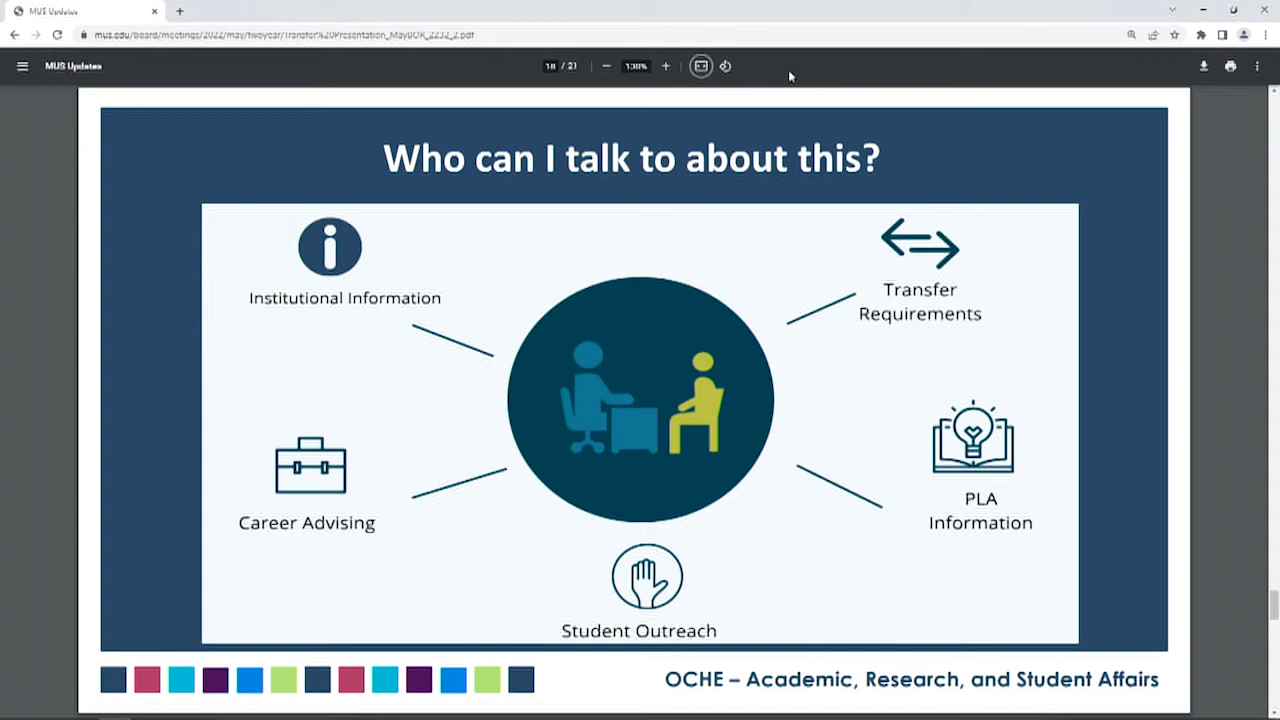 MUS Updates
mus.edu/board/meetings/2022/may/twoyear/Transfer%20Presentation_MayBOR_2232_2.pdf
MUS Updates
18 / 21
130%
Who can I talk to about this?
Institutional Information
Transfer
Requirements
Career Advising
PLA
Information
Student Outreach
OCHE – Academic, Research, and Student Affairs